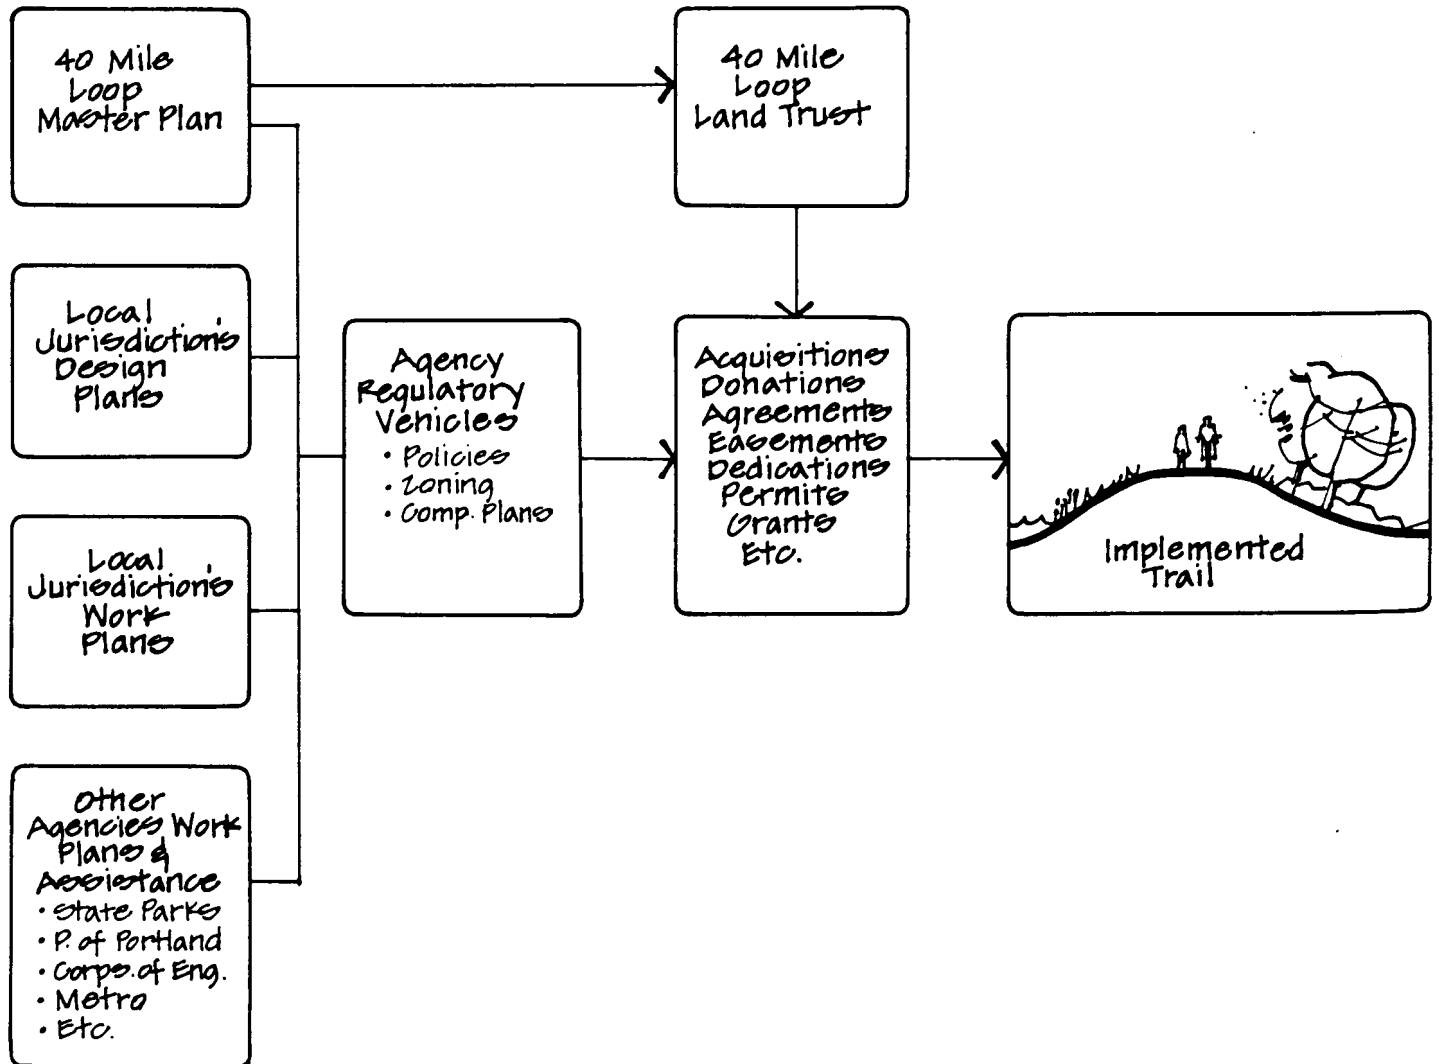 40 Mile
Loop
Master Plan
40 Mile
Loop
Land Trust
Local
Jurisdiction's
Design
Plans
Local
Jurisdiction's
Work
Plans
Other
Agencies Work
Plans &
Assistance
• State Parks
• P. of Portland
• Corps. of Eng.
• Metro
• Etc.
Agency
Regulatory
Vehicles
• Policies
• Zoning
• Comp. Plans
Acquisitions
Donations
Agreements
Easements
Dedications
Permits
Grants
Etc.
Implemented
Trail